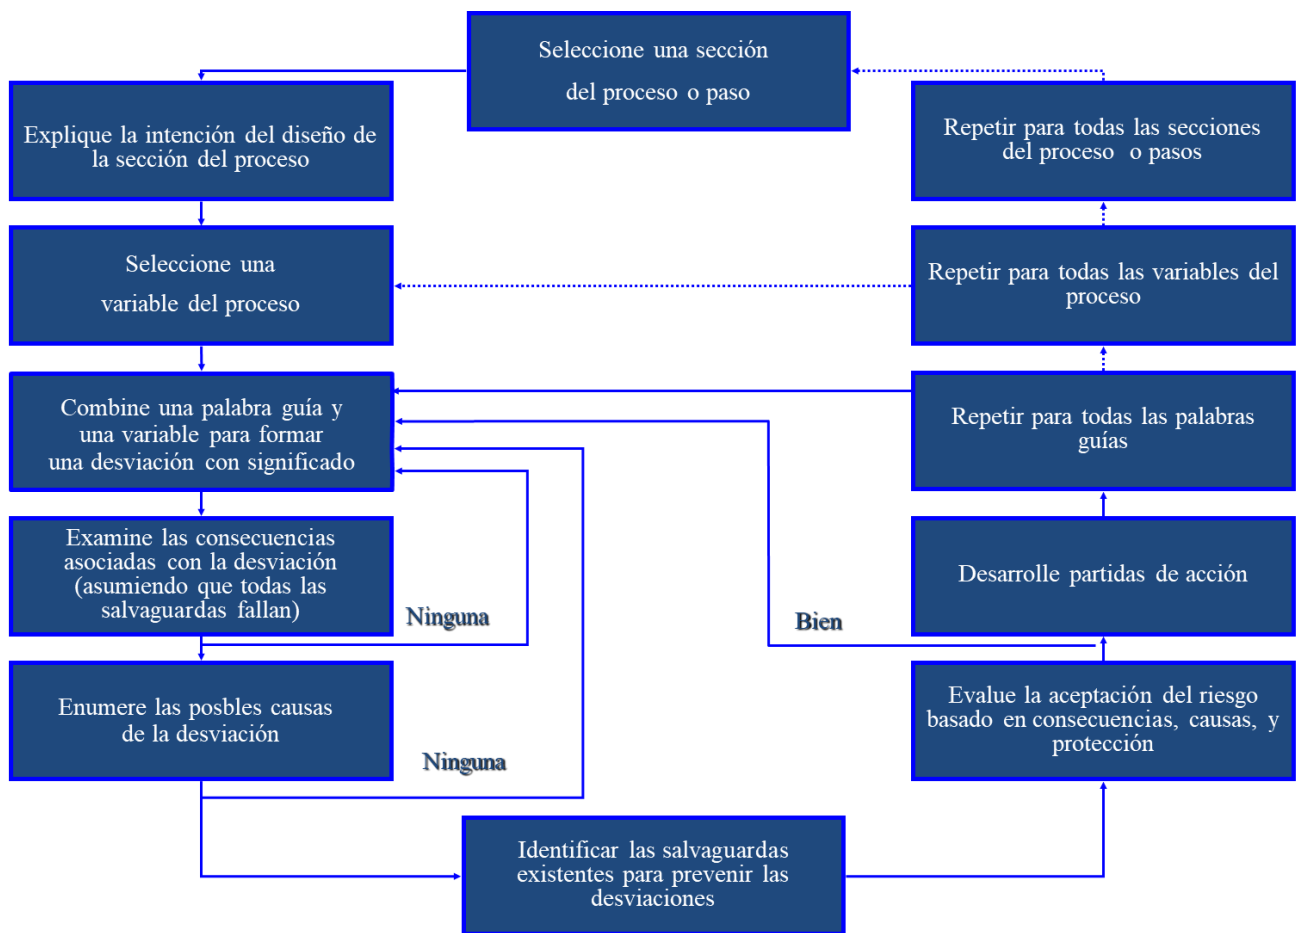 Seleccione una sección
del proceso o paso
Explique la intención del diseño de
la sección del proceso
Seleccione una
variable del proceso
Combine una palabra guía y
una variable para formar
una desviación con significado
Examine las consecuencias
asociadas con la desviación
(asumiendo que todas las
salvaguardas fallan)
Ninguna
Enumere las posbles causas
de la desviación
Ninguna
Identificar las salvaguardas
existentes para prevenir las
desviaciones
Evalue la aceptación del riesgo
basado en consecuencias, causas, y
protección
Bien
Desarrolle partidas de acción
Repetir para todas las palabras
guías
Repetir para todas las variables del
proceso
Repetir para todas las secciones
del proceso o pasos